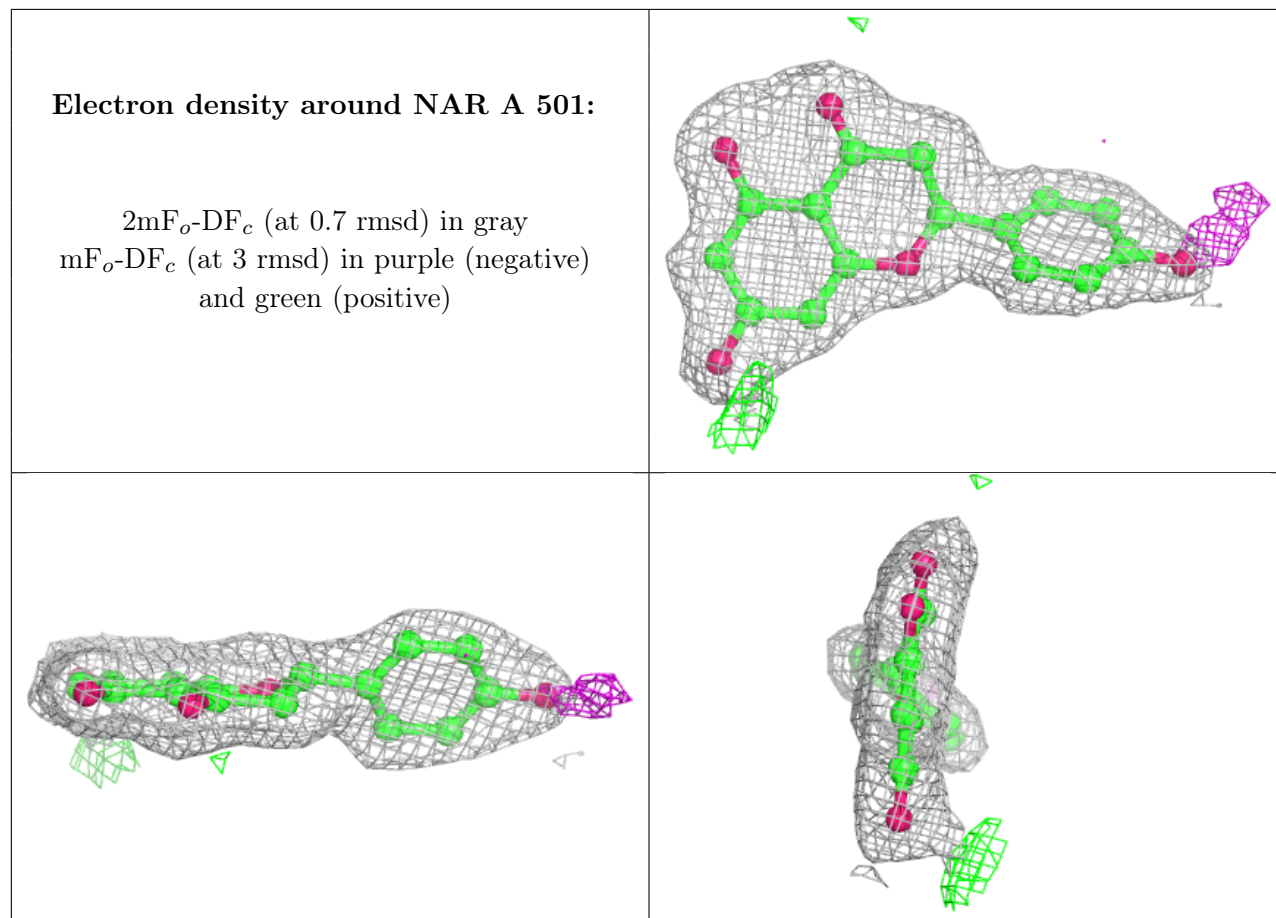 Electron density around NAR A 501:
2mFo-DFc (at 0.7 rmsd) in gray
mFo-DFc (at 3 rmsd) in purple (negative)
and green (positive)